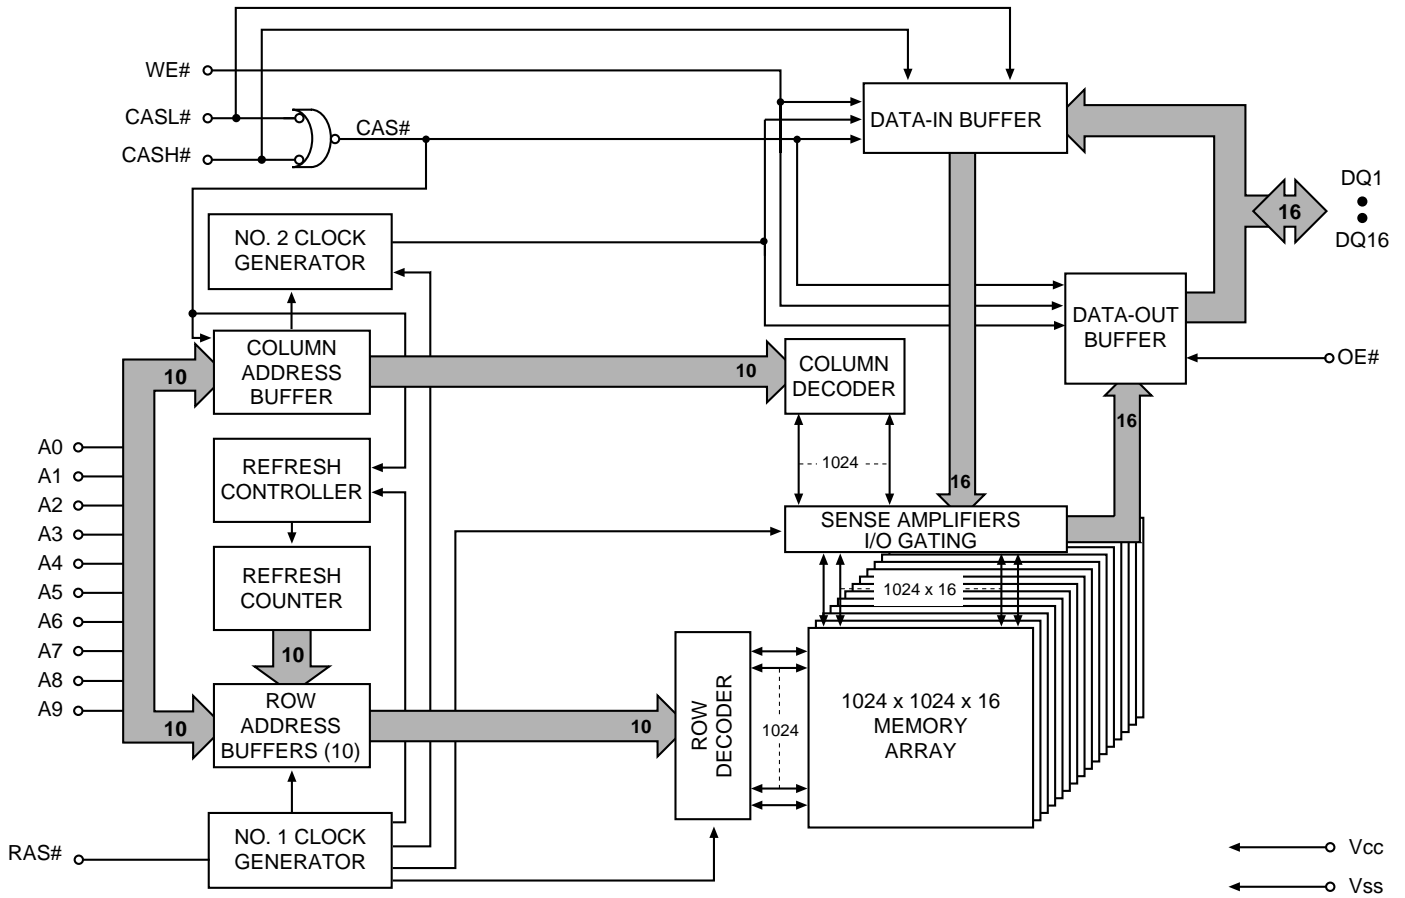 WE#
CASL#
CASH#
CAS#
DATA-IN BUFFER
DQ1
16
DQ16
NO. 2 CLOCK
GENERATOR
DATA-OUT
BUFFER
OE#
COLUMN
ADDRESS
BUFFER
10
10
COLUMN
DECODER
16
A0
A1
A2
A3
A4
A5
A6
A7
A8
A9
REFRESH
CONTROLLER
1024
16
SENSE AMPLIFIERS
I/O GATING
REFRESH
COUNTER
1024 x 16
10
ROW
ADDRESS
BUFFERS (10)
10
10
ROW
DECODER
1024
1024 x 1024 x 16
MEMORY
ARRAY
RAS#
NO. 1 CLOCK
GENERATOR
Vcc
Vss